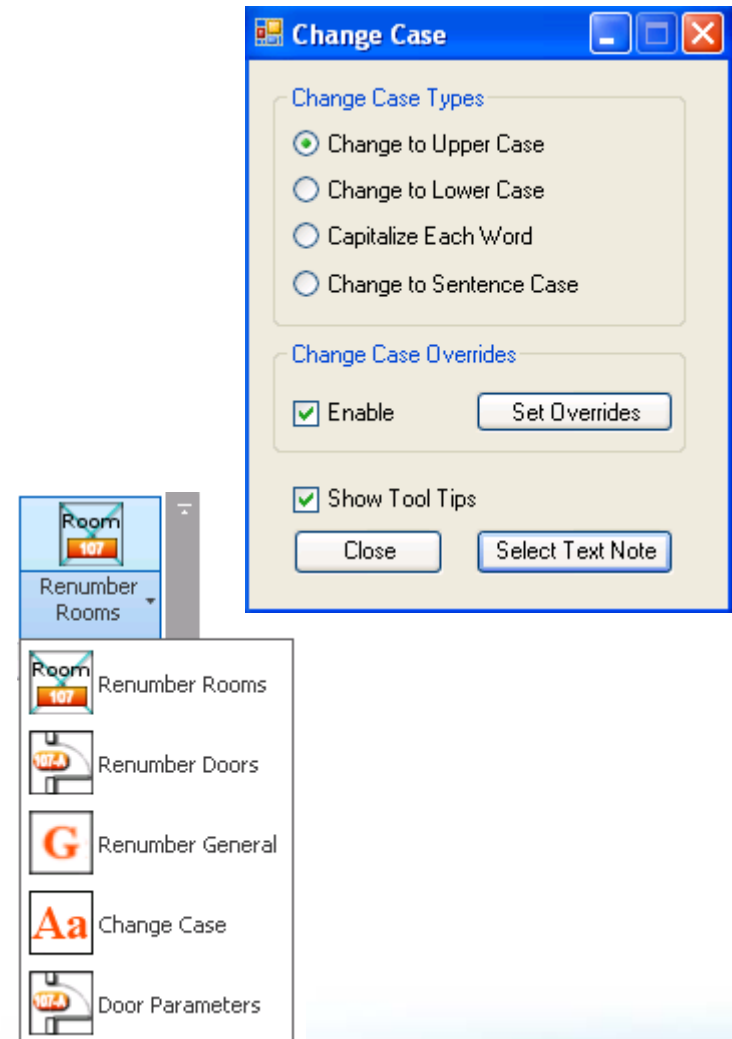 Change Case
Change Case Types
Change to Upper Case
Change to Lower Case
Capitalize Each Word
Change to Sentence Case
Change Case Overrides
Enable
Set Overrides
Show Tool Tips
Close
Select Text Note
Room
107
Renumber
Rooms
Room
107
Renumber Rooms
107-A
Renumber Doors
G
Renumber General
Aa
Change Case
107-A
Door Parameters